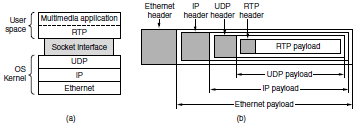 User
space
Multimedia application
RTP
Socket Interface
OS
Kernel
UDP
IP
Ethernet
(a)
Ethernet
header
IP
header
UDP
header
RTP
header
RTP payload
UDP payload
IP payload
Ethernet payload
(b)